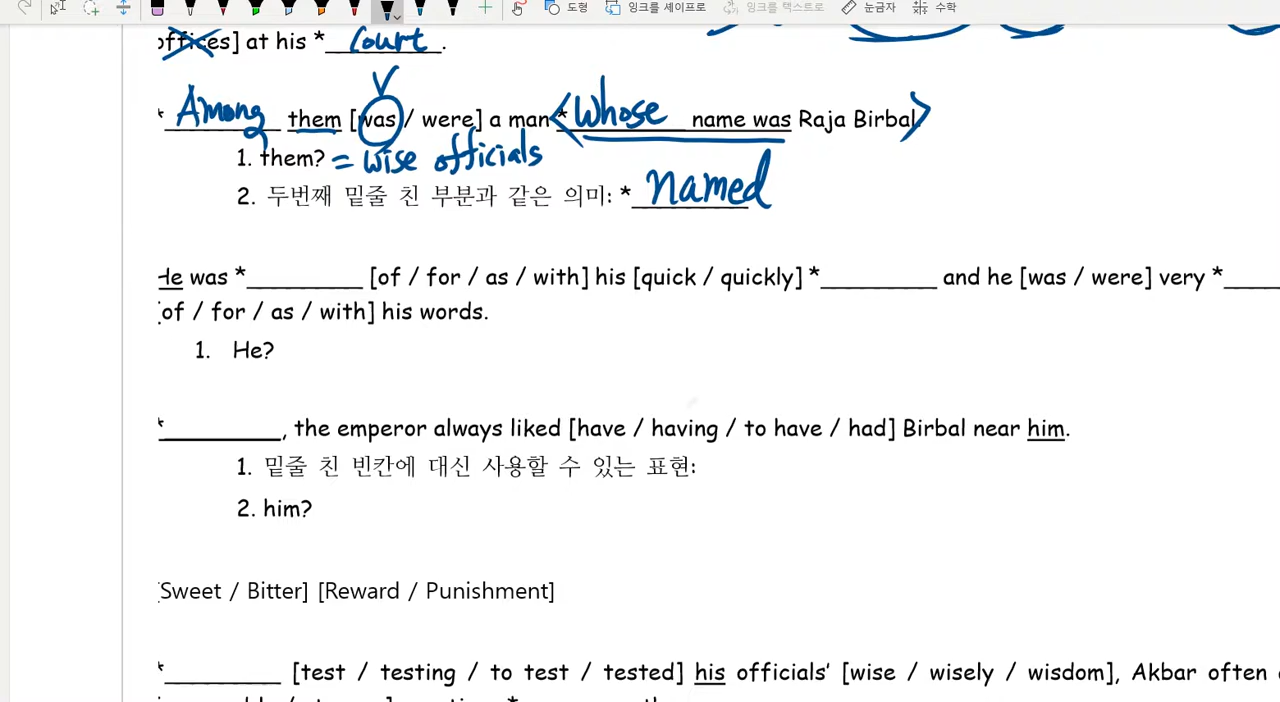 도형 잉크를 셰이프로 잉크를 텍스트로 눈금자 수학
offices] at his * Court.
* Among them [was / were] a man * <Whose name was Raja Birbal.>
1. them? = wise officials
2. 두번째 밑줄 친 부분과 같은 의미: * named
He was *__________ [of / for / as / with] his [quick / quickly] *__________ and he [was / were] very *_____
[of / for / as / with] his words.
1. He?
*__________, the emperor always liked [have / having / to have / had] Birbal near him.
1. 밑줄 친 빈칸에 대신 사용할 수 있는 표현:
2. him?
[Sweet / Bitter] [Reward / Punishment]
*__________ [test / testing / to test / tested] his officials' [wise / wisely / wisdom], Akbar often